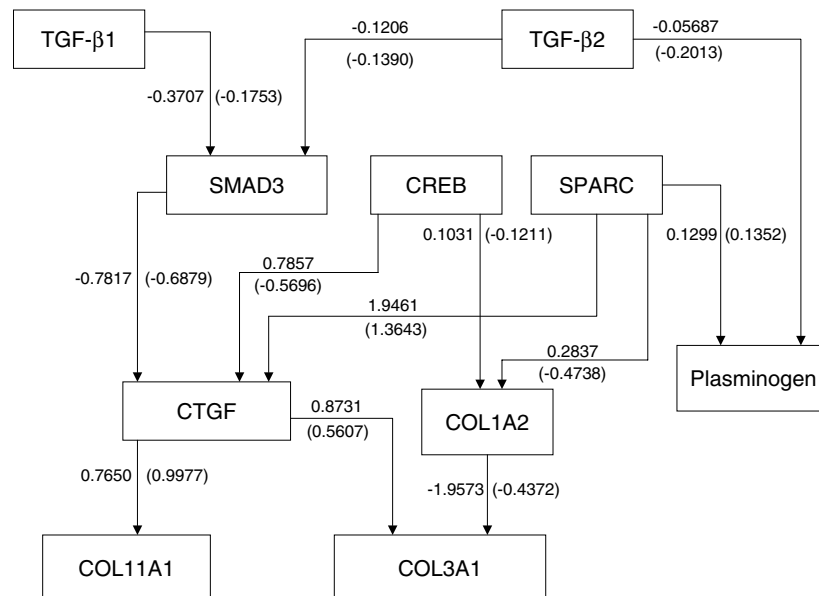 TGF-β1
-0.1206
(-0.1390)
TGF-β2
-0.05687
(-0.2013)
-0.3707 (-0.1753)
SMAD3
CREB
SPARC
-0.7817 (-0.6879)
0.7857
(-0.5696)
0.1031 (-0.1211)
0.1299 (0.1352)
1.9461
(1.3643)
0.2837
(-0.4738)
Plasminogen
CTGF
0.8731
(0.5607)
COL1A2
0.7650 (0.9977)
-1.9573 (-0.4372)
COL11A1
COL3A1